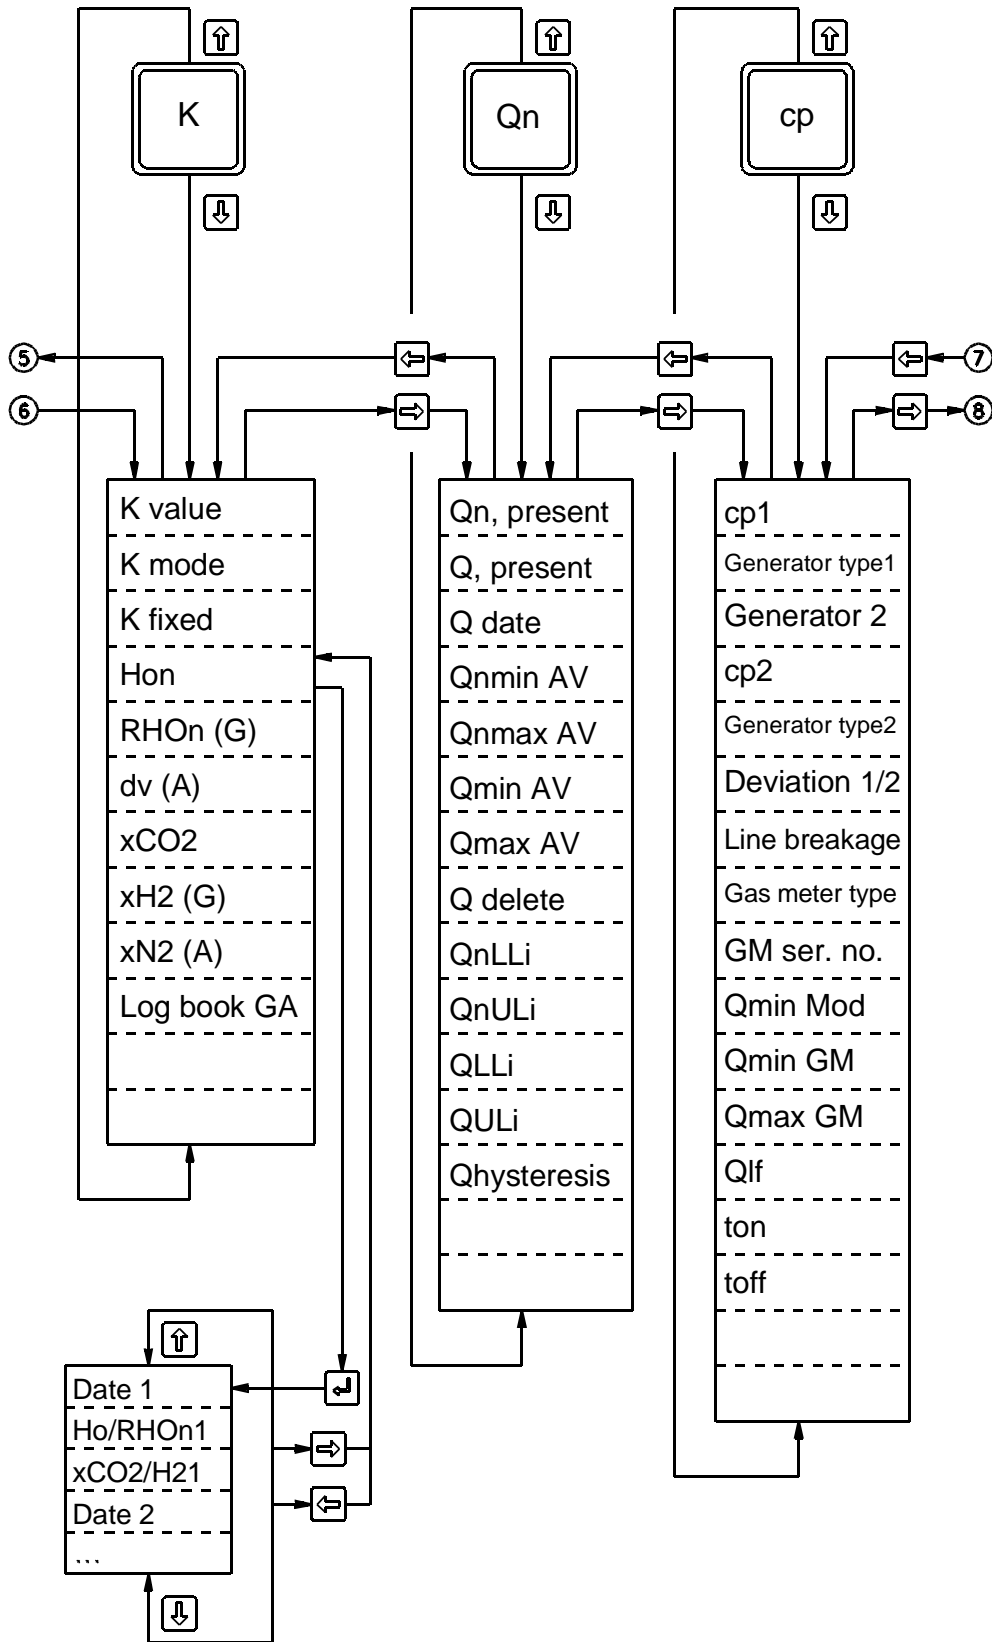 K
Qn
cp
5
6
7
8
K value
K mode
K fixed
Hon
RHOn (G)
dv (A)
xCO2
xH2 (G)
xN2 (A)
Log book GA
Qn, present
Q, present
Q date
Qnmin AV
Qnmax AV
Qmin AV
Qmax AV
Q delete
QnLLi
QnULi
QLLi
QULi
Qhysteresis
cp1
Generator type1
Generator 2
cp2
Generator type2
Deviation 1/2
Line breakage
Gas meter type
GM ser. no.
Qmin Mod
Qmin GM
Qmax GM
Qlf
ton
toff
Date 1
Ho/RHOn1
xCO2/H21
Date 2
...